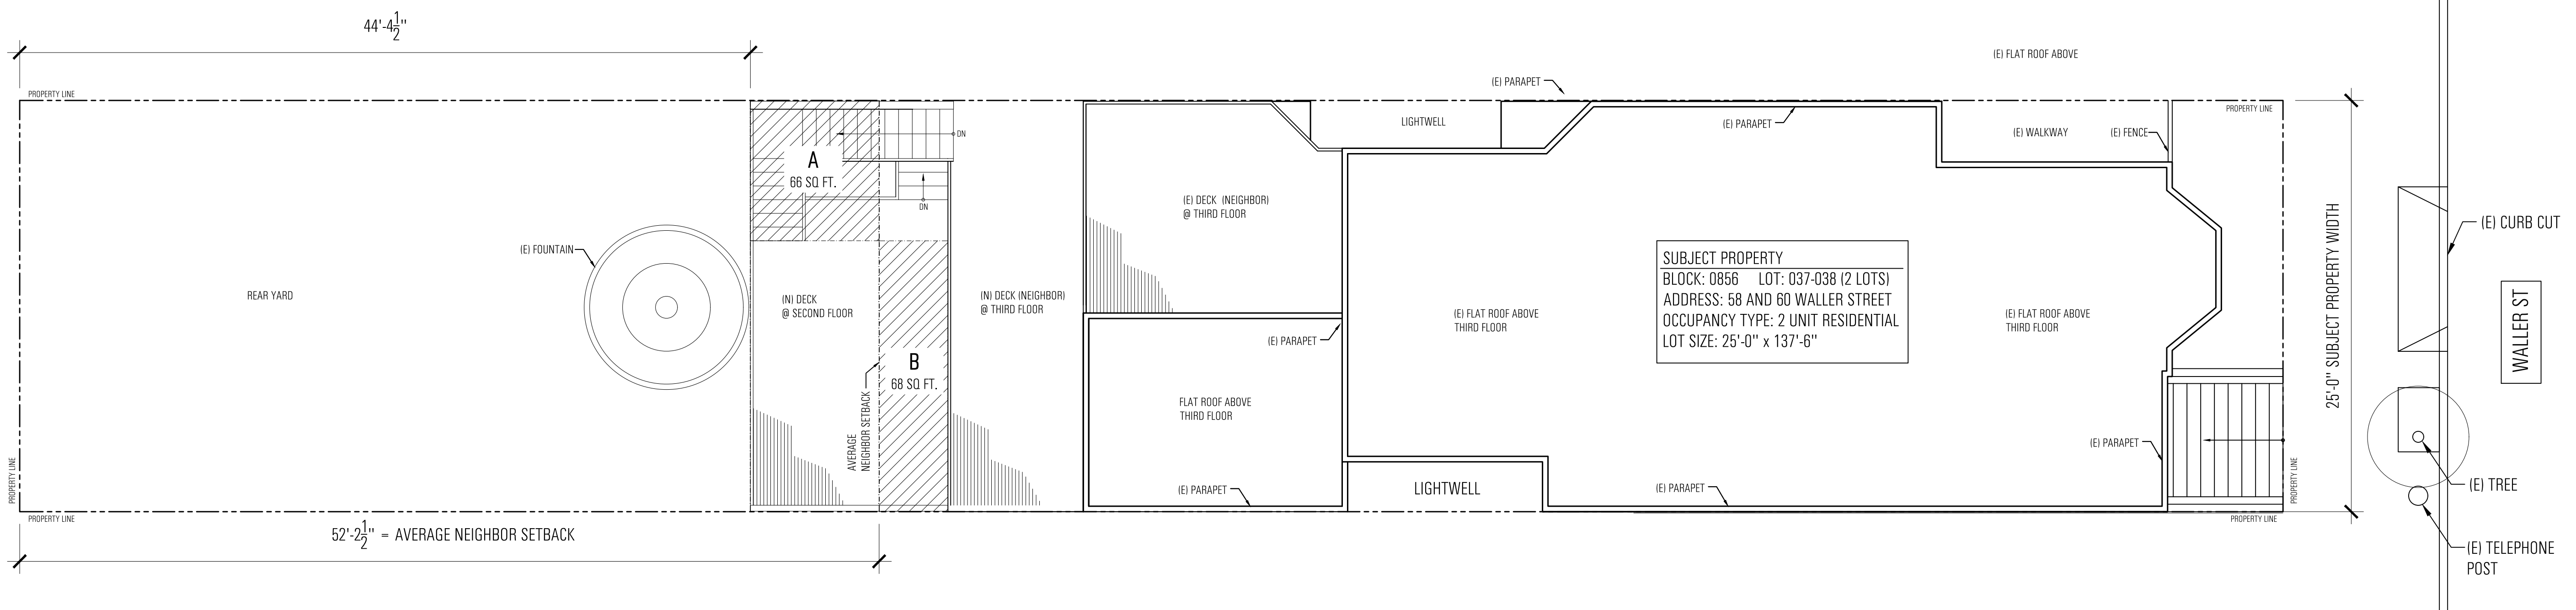 44'-4 1/2"
(E) FLAT ROOF ABOVE
(E) PARAPET
PROPERTY LINE
PROPERTY LINE
LIGHTWELL
(E) PARAPET
(E) WALKWAY
(E) FENCE
DN
A
66 SQ FT.
DN
(E) DECK (NEIGHBOR)
@ THIRD FLOOR
(E) FOUNTAIN
REAR YARD
(N) DECK
@ SECOND FLOOR
(N) DECK (NEIGHBOR)
@ THIRD FLOOR
(E) PARAPET
(E) FLAT ROOF ABOVE
THIRD FLOOR
SUBJECT PROPERTY
BLOCK: 0856 LOT: 037-038 (2 LOTS)
ADDRESS: 58 AND 60 WALLER STREET
OCCUPANCY TYPE: 2 UNIT RESIDENTIAL
LOT SIZE: 25'-0" x 137'-6"
(E) FLAT ROOF ABOVE
THIRD FLOOR
25'-0" SUBJECT PROPERTY WIDTH
(E) CURB CUT
WALLER ST
B
68 SQ FT.
AVERAGE
NEIGHBOR SETBACK
FLAT ROOF ABOVE
THIRD FLOOR
(E) PARAPET
LIGHTWELL
(E) PARAPET
(E) PARAPET
PROPERTY LINE
PROPERTY LINE
(E) TREE
PROPERTY LINE
PROPERTY LINE
52'-2 1/2" = AVERAGE NEIGHBOR SETBACK
(E) TELEPHONE
POST